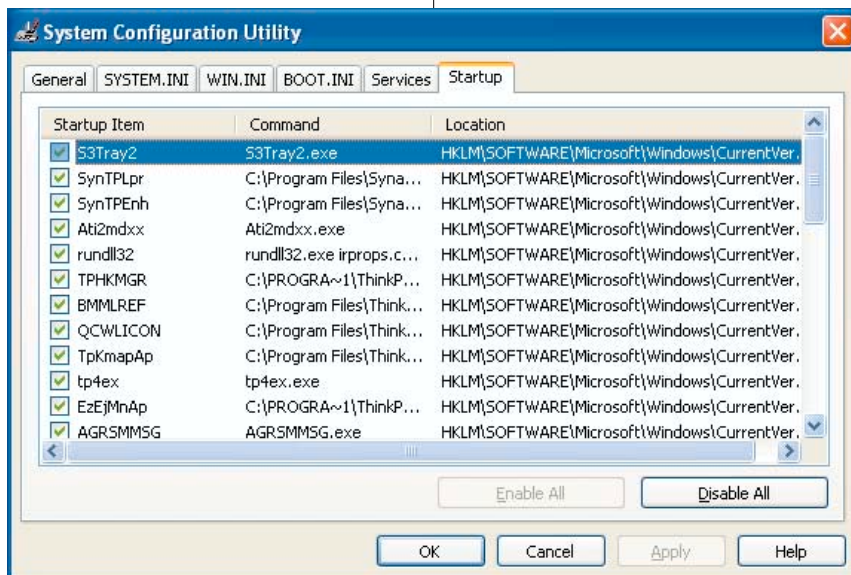 System Configuration Utility
General SYSTEM.INI WIN.INI BOOT.INI Services Startup
Startup Item Command Location
S3Tray2 S3Tray2.exe HKLM\SOFTWARE\Microsoft\Windows\CurrentVer.
SynTPLpr C:\Program Files\Syna... HKLM\SOFTWARE\Microsoft\Windows\CurrentVer.
SynTPEnh C:\Program Files\Syna... HKLM\SOFTWARE\Microsoft\Windows\CurrentVer.
Ati2mdxx Ati2mdxx.exe HKLM\SOFTWARE\Microsoft\Windows\CurrentVer.
rundll32 rundll32.exe irprops.c... HKLM\SOFTWARE\Microsoft\Windows\CurrentVer.
TPHKMGR C:\PROGRA~1\ThinkP... HKLM\SOFTWARE\Microsoft\Windows\CurrentVer.
BMMLREF C:\Program Files\Think... HKLM\SOFTWARE\Microsoft\Windows\CurrentVer.
QCWLICON C:\Program Files\Think... HKLM\SOFTWARE\Microsoft\Windows\CurrentVer.
TpKmapAp C:\Program Files\Think... HKLM\SOFTWARE\Microsoft\Windows\CurrentVer.
tp4ex tp4ex.exe HKLM\SOFTWARE\Microsoft\Windows\CurrentVer.
EzEjMnAp C:\PROGRA~1\ThinkP... HKLM\SOFTWARE\Microsoft\Windows\CurrentVer.
AGRSMMSG AGRSMMSG.exe HKLM\SOFTWARE\Microsoft\Windows\CurrentVer.
Enable All Disable All
OK Cancel Apply Help